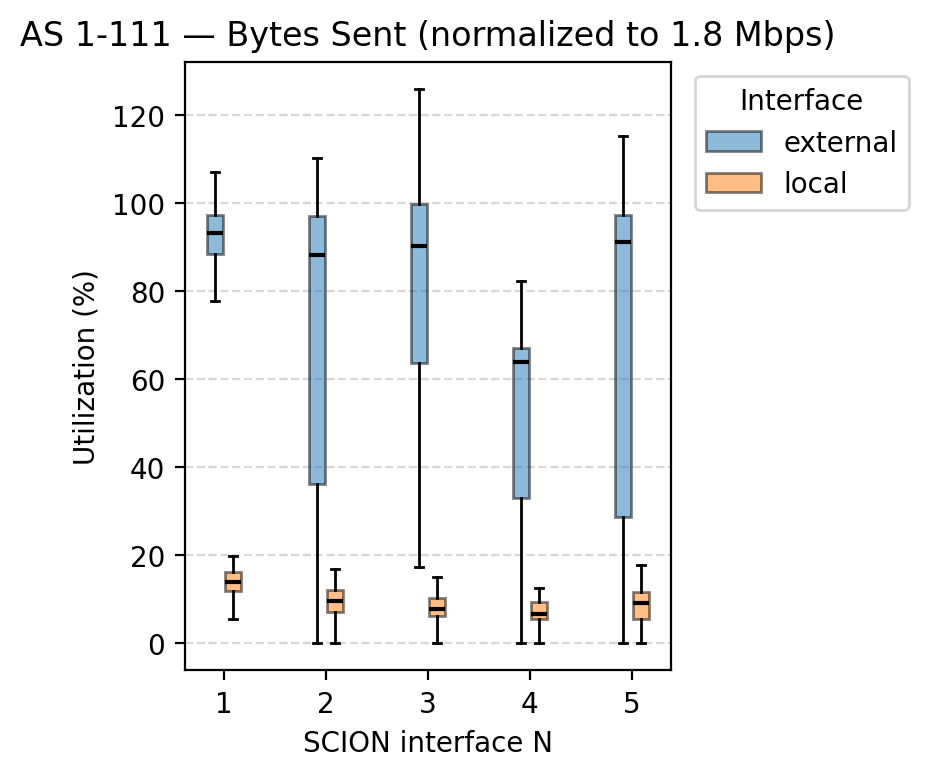 AS 1-111 — Bytes Sent (normalized to 1.8 Mbps)
Interface
external
local
Utilization (%)
120
100
80
60
40
20
0
1 2 3 4 5
SCION interface N